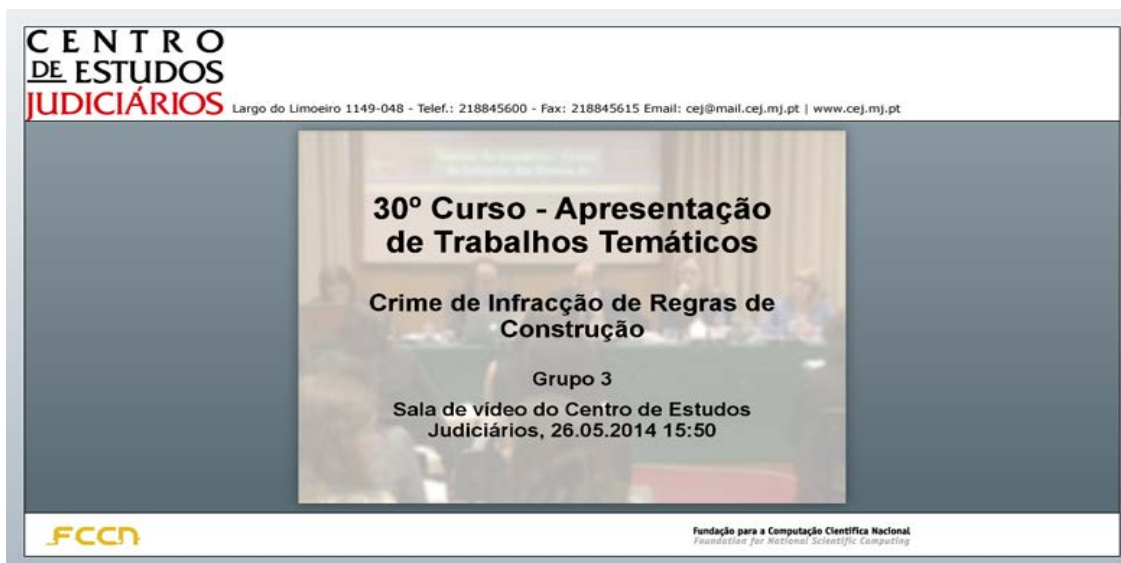 CENTRO
DE ESTUDOS
JUDICIÁRIOS
Largo do Limoeiro 1149-048 - Telef.: 218845600 - Fax: 218845615 Email: cej@mail.cej.mj.pt | www.cej.mj.pt
30º Curso - Apresentação
de Trabalhos Temáticos
Crime de Infracção de Regras de
Construção
Grupo 3
Sala de vídeo do Centro de Estudos
Judiciários, 26.05.2014 15:50
FCCN
Fundação para a Computação Científica Nacional
Foundation for National Scientific Computing